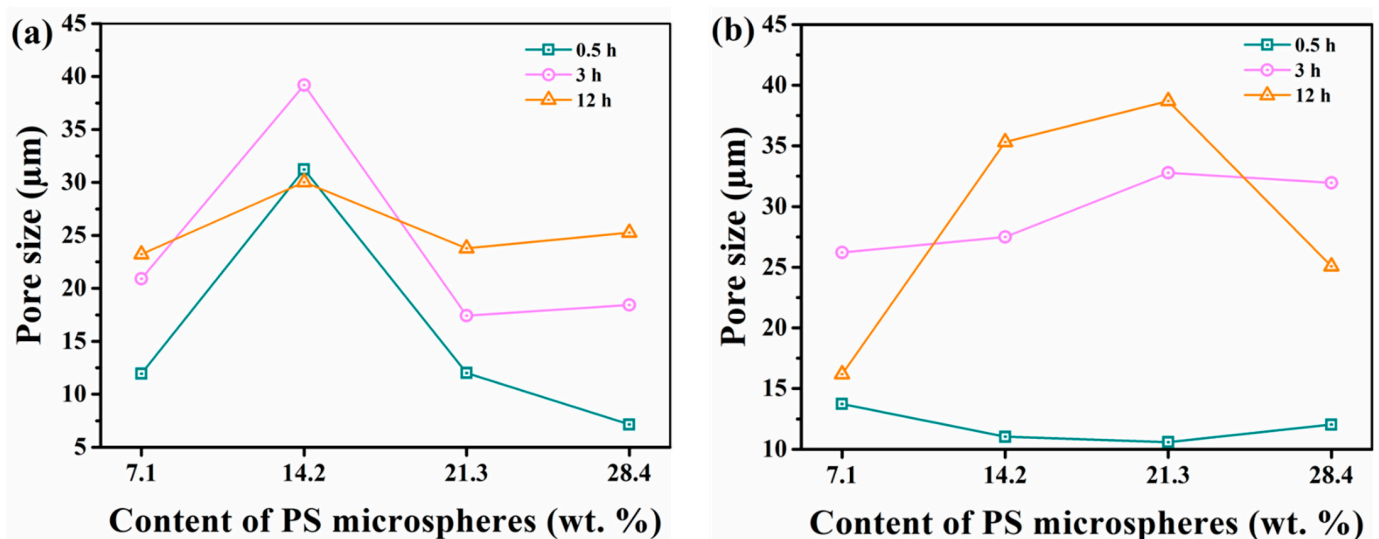 (a)
45
40
35
30
25
20
15
10
5
Pore size (μm)
0.5 h
3 h
12 h
7.1 14.2 21.3 28.4
Content of PS microspheres (wt. %)
(b)
45
40
35
30
25
20
15
10
Pore size (μm)
0.5 h
3 h
12 h
7.1 14.2 21.3 28.4
Content of PS microspheres (wt. %)